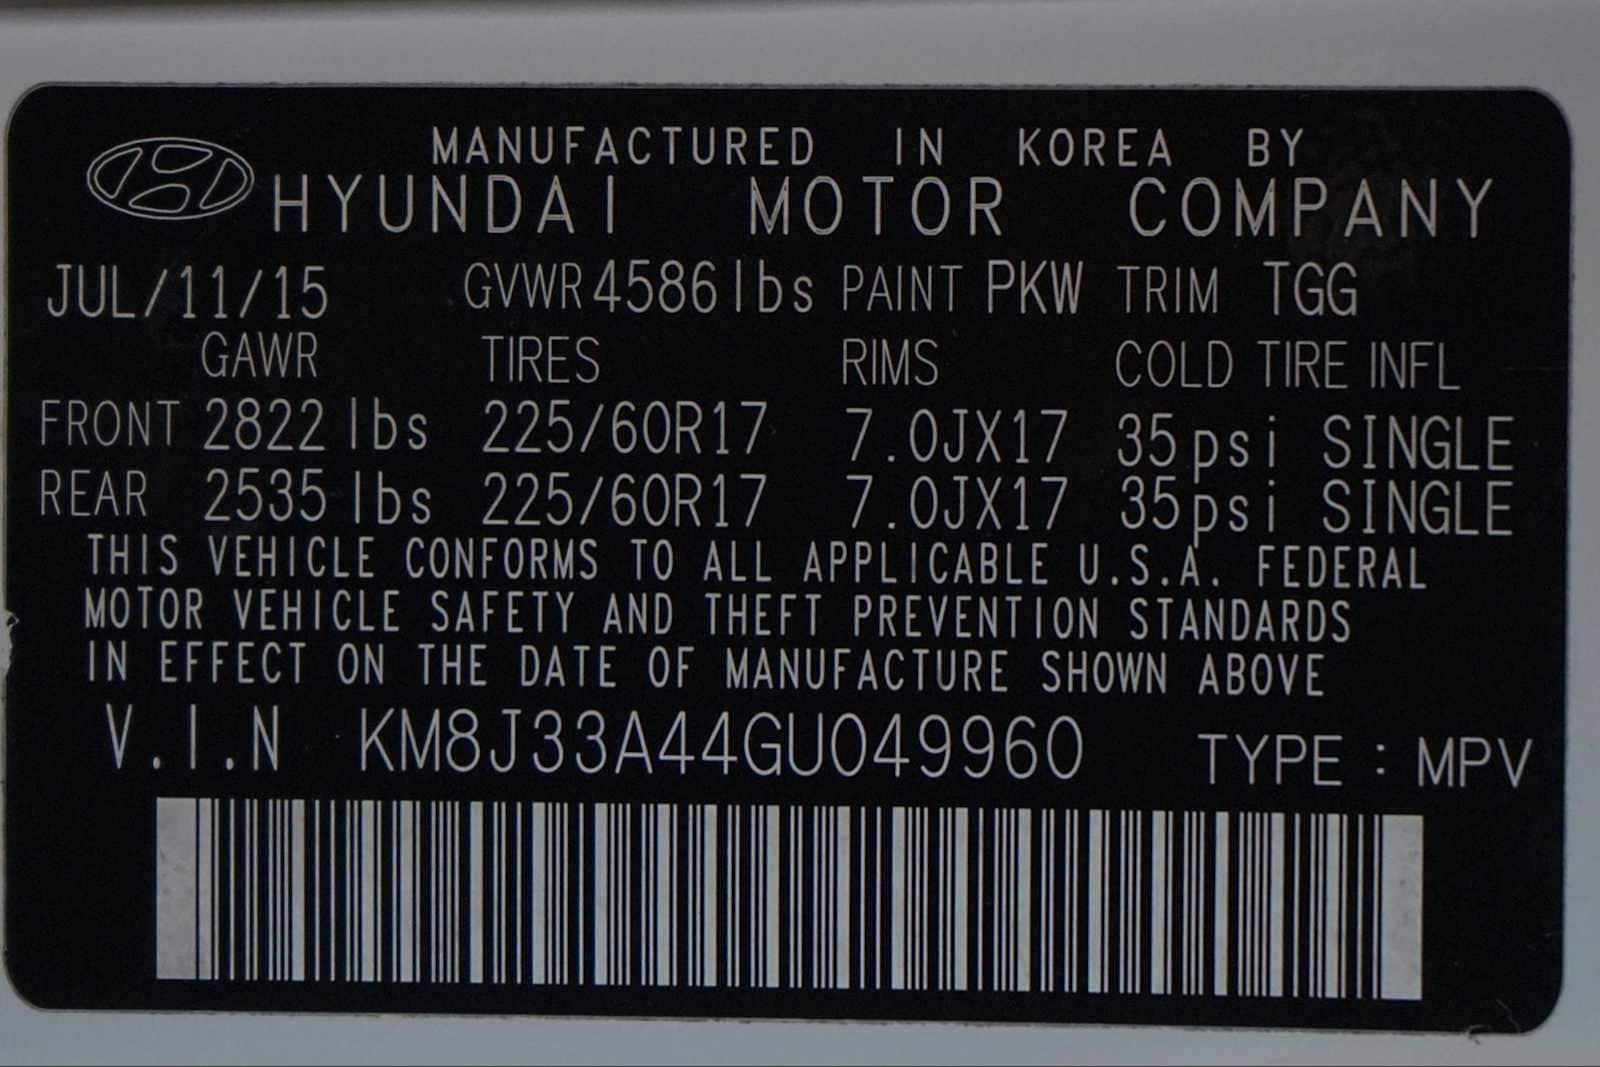 MANUFACTURED IN KOREA BY
HYUNDAI MOTOR COMPANY
JUL/11/15 GVWR 4586 lbs PAINT PKW TRIM TGG
GAWR TIRES RIMS COLD TIRE INFL
FRONT 2822 lbs 225/60R17 7.0JX17 35psi SINGLE
REAR 2535 lbs 225/60R17 7.0JX17 35psi SINGLE
THIS VEHICLE CONFORMS TO ALL APPLICABLE U.S.A. FEDERAL
MOTOR VEHICLE SAFETY AND THEFT PREVENTION STANDARDS
IN EFFECT ON THE DATE OF MANUFACTURE SHOWN ABOVE
V.I.N KM8J33A44GU049960 TYPE : MPV